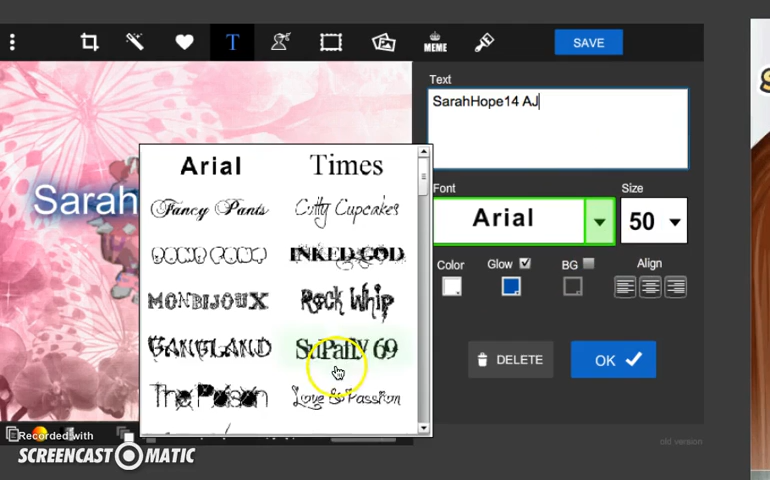 T
MEME
SAVE
Text
SarahHope14 AJ
Sarah
Arial
Times
Fancy Pants
Cutty Cupcakes
INKED GOD
MONBIJOUX
Rock Whip
GANGLAND
The Poison
Love & Passion
Font
Size
Arial
50
Color
Glow
BG
Align
DELETE
OK
old version
Recorded with
SCREENCAST MATIC